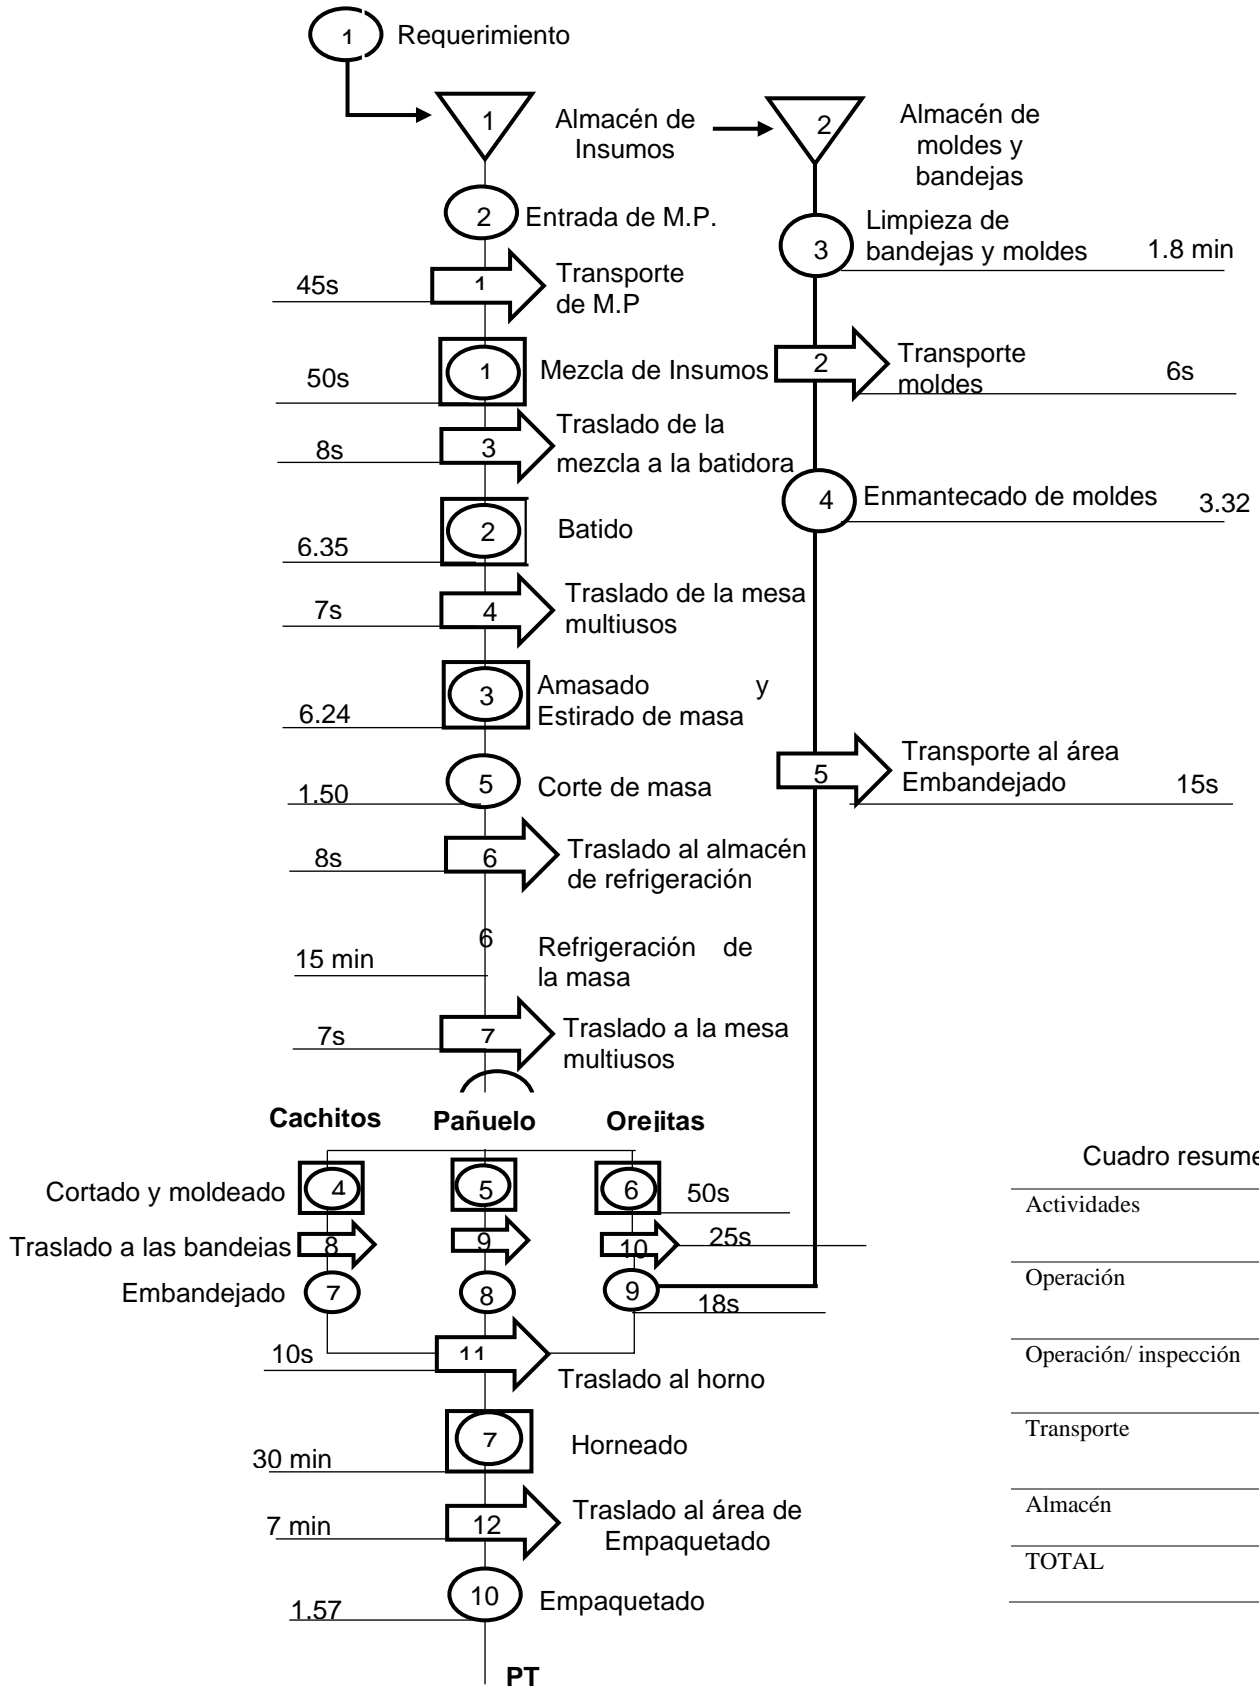 1 Requerimiento
1 Almacén de
Insumos
2 Almacén de
moldes y
bandejas
2 Entrada de M.P.
3 Limpieza de
bandejas y moldes 1.8 min
45s 1 Transporte
de M.P
50s 1 Mezcla de Insumos
2 Transporte
moldes 6s
8s 3 Traslado de la
mezcla a la batidora
4 Enmantecado de moldes 3.32
6.35 2 Batido
7s 4 Traslado de la mesa
multiusos
6.24 3 Amasado y
Estirado de masa
5 Transporte al área
Embandejado 15s
1.50 5 Corte de masa
8s 6 Traslado al almacén
de refrigeración
15 min 6 Refrigeración de
la masa
7s 7 Traslado a la mesa
multiusos
Cachitos Pañuelo Orejitas
Cortado y moldeado 4 5 6 50s
Traslado a las bandejas 8 9 10 25s
Embandejado 7 8 9 18s
10s 11 Traslado al horno
30 min 7 Horneado
7 min 12 Traslado al área de
Empaquetado
1.57 10 Empaquetado
PT
Cuadro resume
Actividades
Operación
Operación/ inspección
Transporte
Almacén
TOTAL